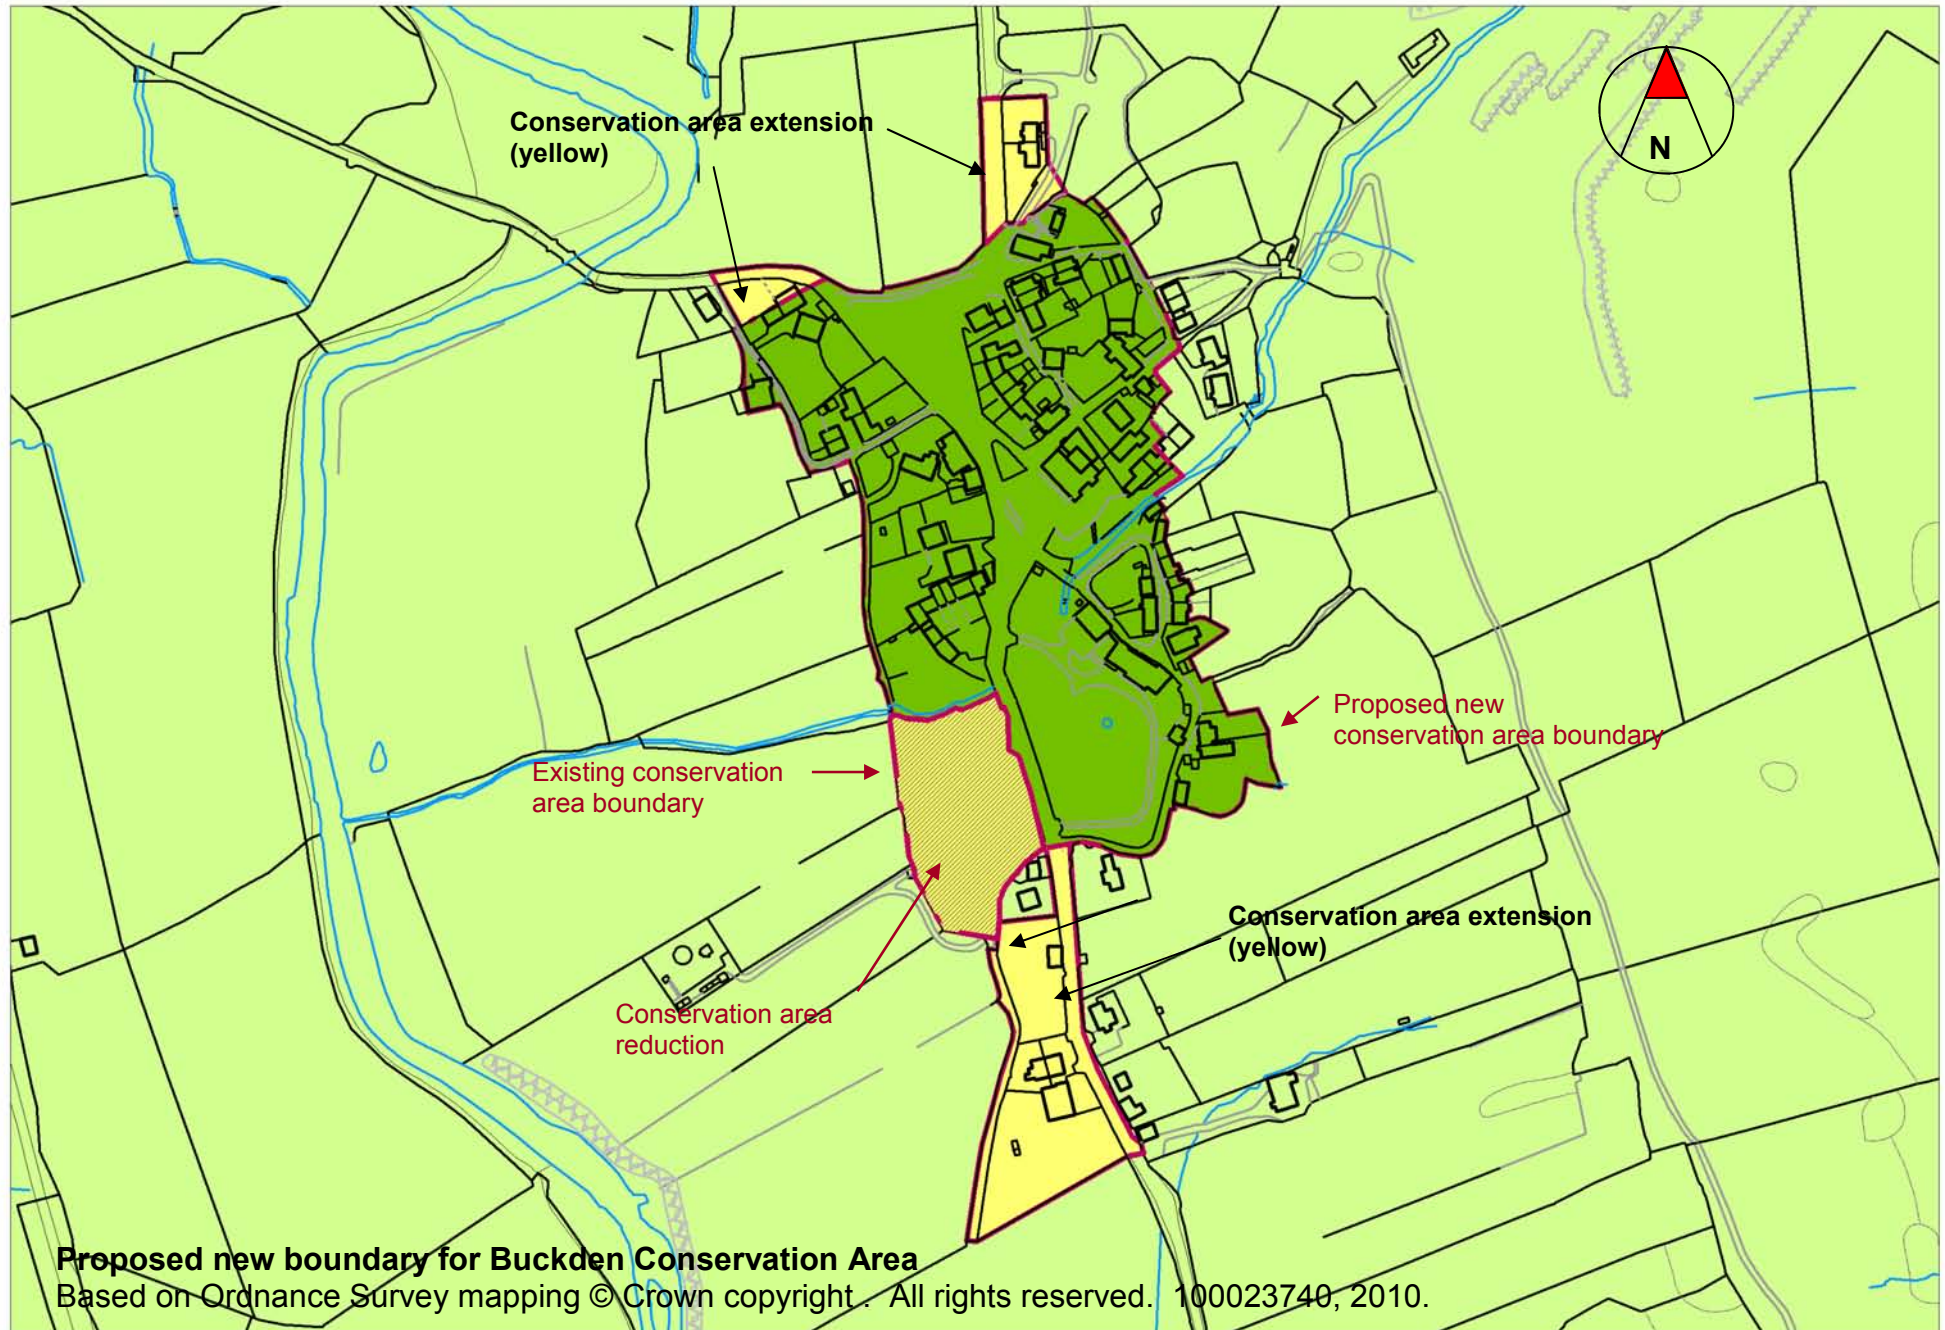 Conservation area extension
(yellow)
N
Proposed new
conservation area boundary
Existing conservation
area boundary
Conservation area extension
(yellow)
Conservation area
reduction
Proposed new boundary for Buckden Conservation Area
Based on Ordnance Survey mapping © Crown copyright . All rights reserved. 100023740, 2010.